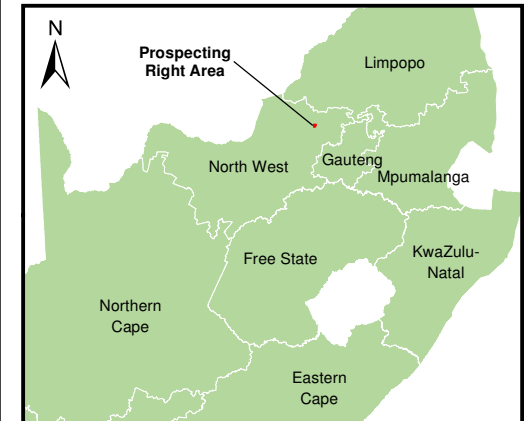 N
Prospecting
Right Area
Limpopo
North West
Gauteng
Mpumalanga
Free State
KwaZulu-
Natal
Northern
Cape
Eastern
Cape